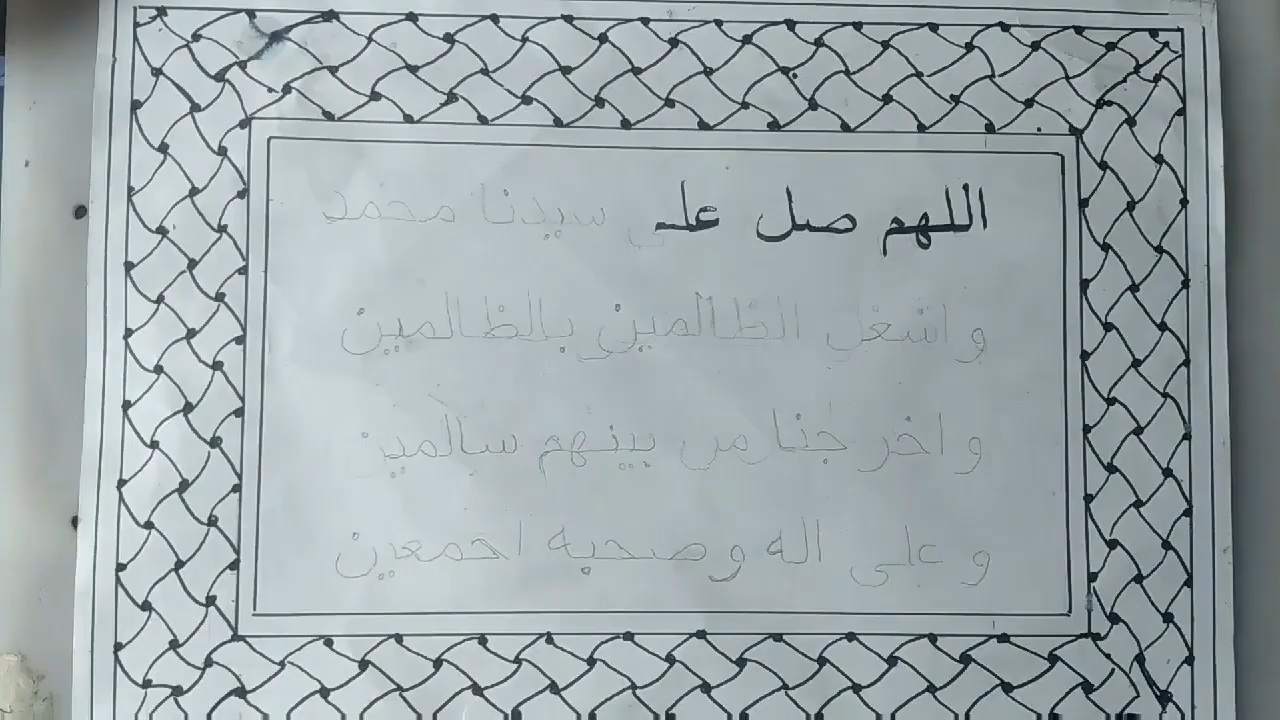 اللهم صل على سيدنا محمد
واشغل الظالمين بالظالمين
واخرجنا من بينهم سالمين
وعلى اله وصحبه اجمعين